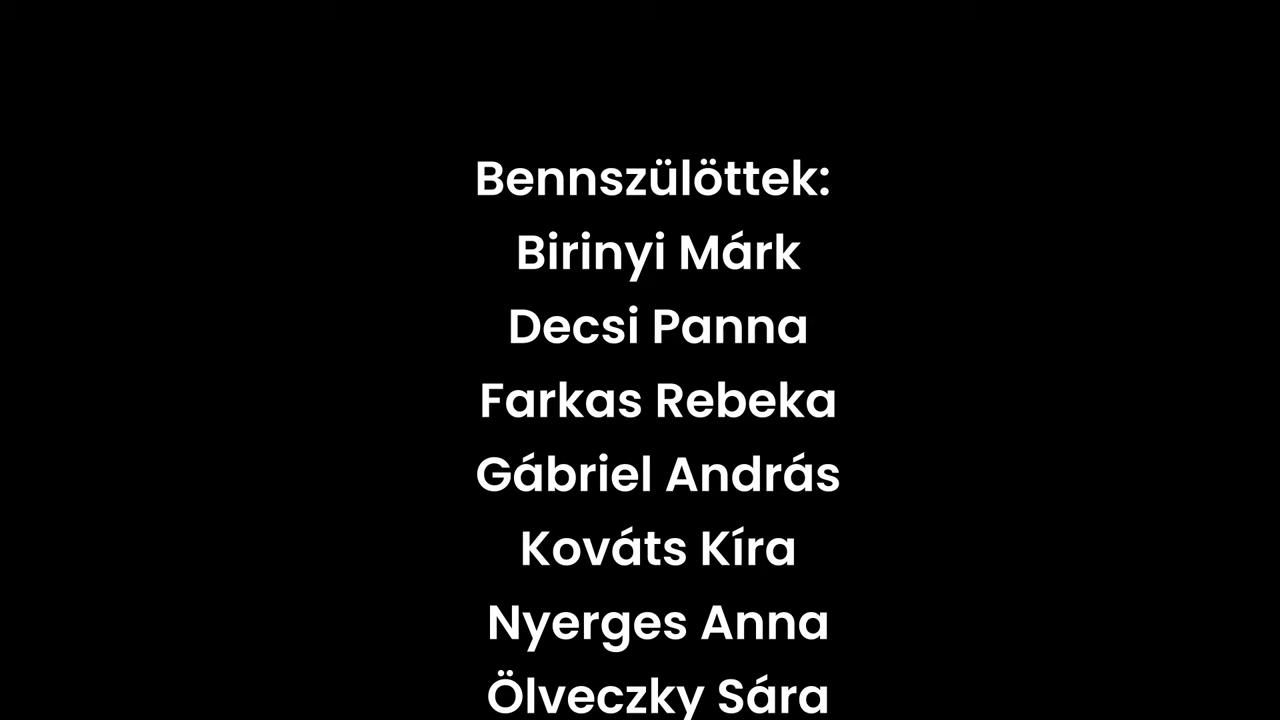 Bennszülöttek:
Birinyi Márk
Decsi Panna
Farkas Rebeka
Gábriel András
Kováts Kíra
Nyerges Anna
Ölveczky Sára